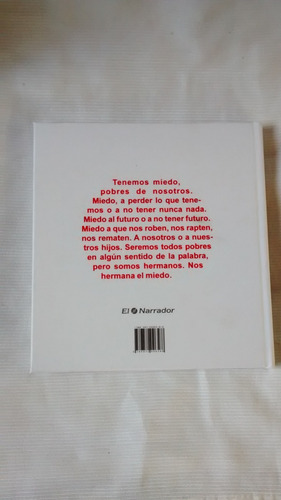 Tenemos miedo,
pobres de nosotros.
Miedo, a perder lo que tene-
mos o a no tener nunca nada.
Miedo al futuro o a no tener futuro.
Miedo a que nos roben, nos rapten,
nos rematen. A nosotros o a nues-
tros hijos. Seremos todos pobres
en algún sentido de la palabra,
pero somos hermanos. Nos
hermana el miedo.
El Narrador